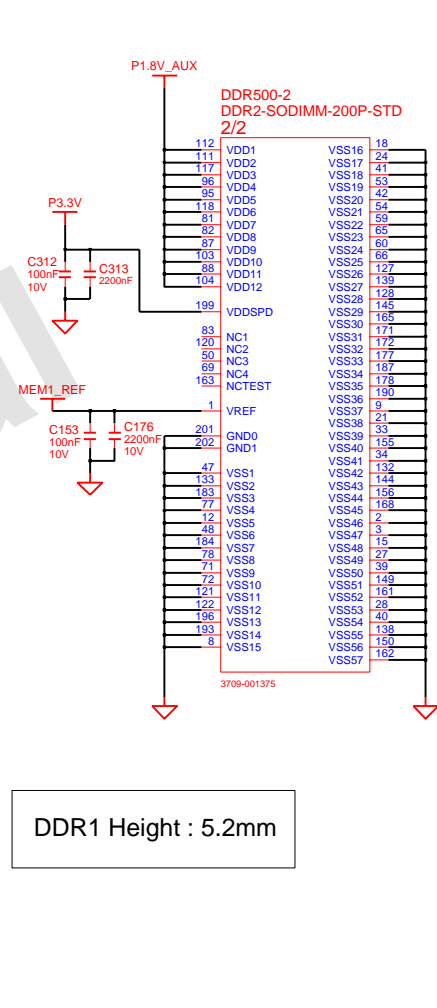 P1.8V_AUX
DDR500-2
DDR2-SODIMM-200P-STD
2/2
112 VDD1 VSS16 18
111 VDD2 VSS17 24
117 VDD3 VSS18 41
96 VDD4 VSS19 53
95 VDD5 VSS20 42
118 VDD6 VSS21 54
81 VDD7 VSS22 59
82 VDD8 VSS23 65
87 VDD9 VSS24 60
103 VDD10 VSS25 66
88 VDD11 VSS26 127
104 VDD12 VSS27 139
VSS28 128
199 VDDSPD VSS29 145
VSS30 165
83 NC1 VSS31 171
120 NC2 VSS32 172
50 NC3 VSS33 177
69 NC4 VSS34 187
163 NCTEST VSS35 178
VSS36 190
1 VREF VSS37 9
VSS38 21
201 GND0 VSS39 33
202 GND1 VSS40 155
VSS41 34
47 VSS1 VSS42 132
133 VSS2 VSS43 144
183 VSS3 VSS44 156
77 VSS4 VSS45 168
12 VSS5 VSS46 2
48 VSS6 VSS47 3
184 VSS7 VSS48 15
78 VSS8 VSS49 27
71 VSS9 VSS50 39
72 VSS10 VSS51 149
121 VSS11 VSS52 161
122 VSS12 VSS53 28
196 VSS13 VSS54 40
193 VSS14 VSS55 138
8 VSS15 VSS56 150
VSS57 162
3709-001375
P3.3V
C312
100nF
10V
C313
2200nF
MEM1_REF
C153
100nF
10V
C176
2200nF
10V
DDR1 Height : 5.2mm